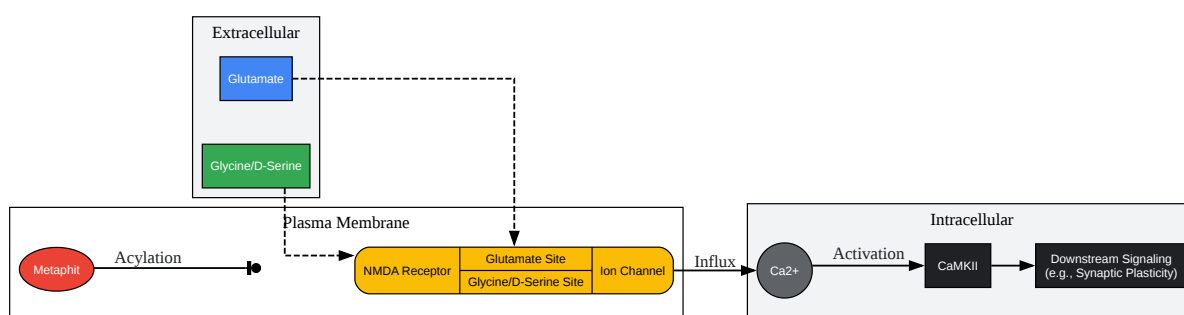 Extracellular
Glutamate
Glycine/D-Serine
Plasma Membrane
Metaphit
Acylation
NMDA Receptor
Glutamate Site
Glycine/D-Serine Site
Ion Channel
Influx
Intracellular
Ca2+
Activation
CaMKII
Downstream Signaling
(e.g., Synaptic Plasticity)